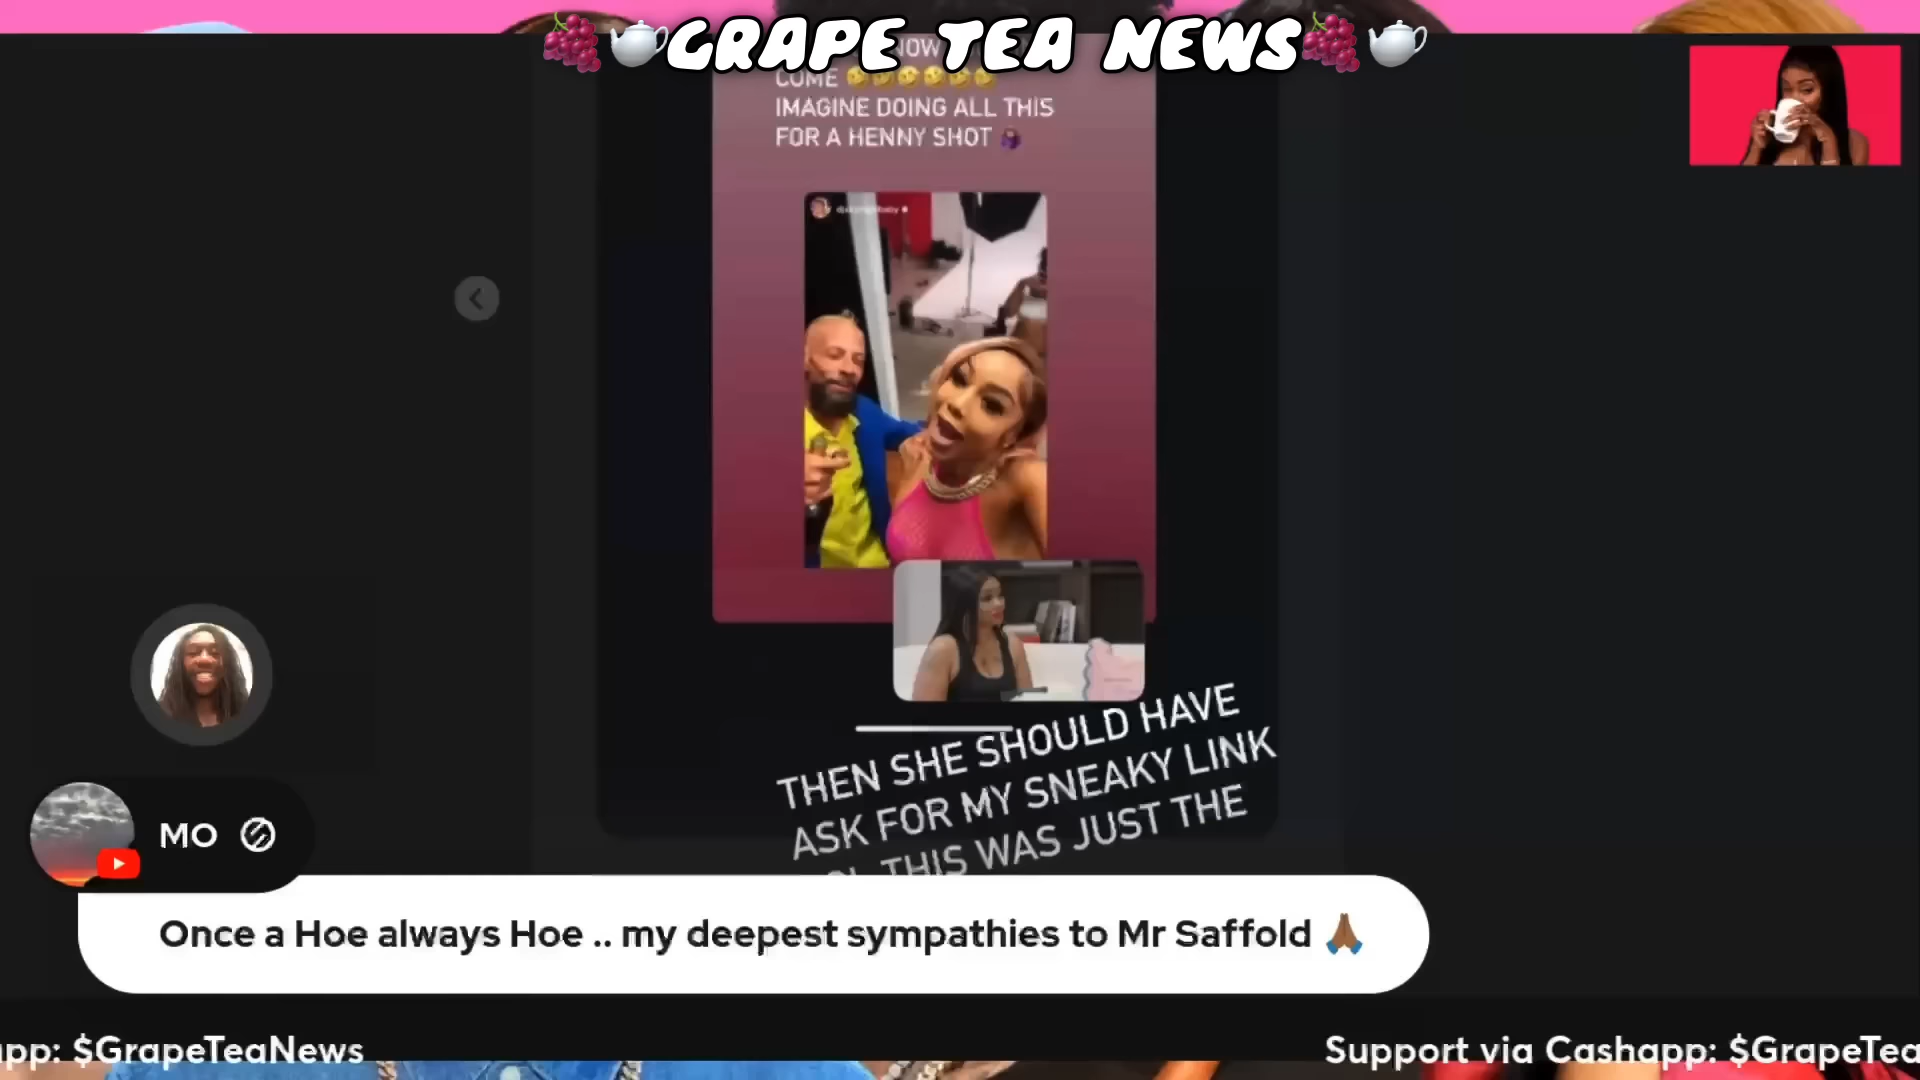 GRAPE TEA NEWS
NOW
COME
IMAGINE DOING ALL THIS
FOR A HENNY SHOT
THEN SHE SHOULD HAVE
ASK FOR MY SNEAKY LINK
THIS WAS JUST THE
MO
Once a Hoe always Hoe .. my deepest sympathies to Mr Saffold 🙏🏾
app: $GrapeTeaNews
Support via Cashapp: $GrapeTea